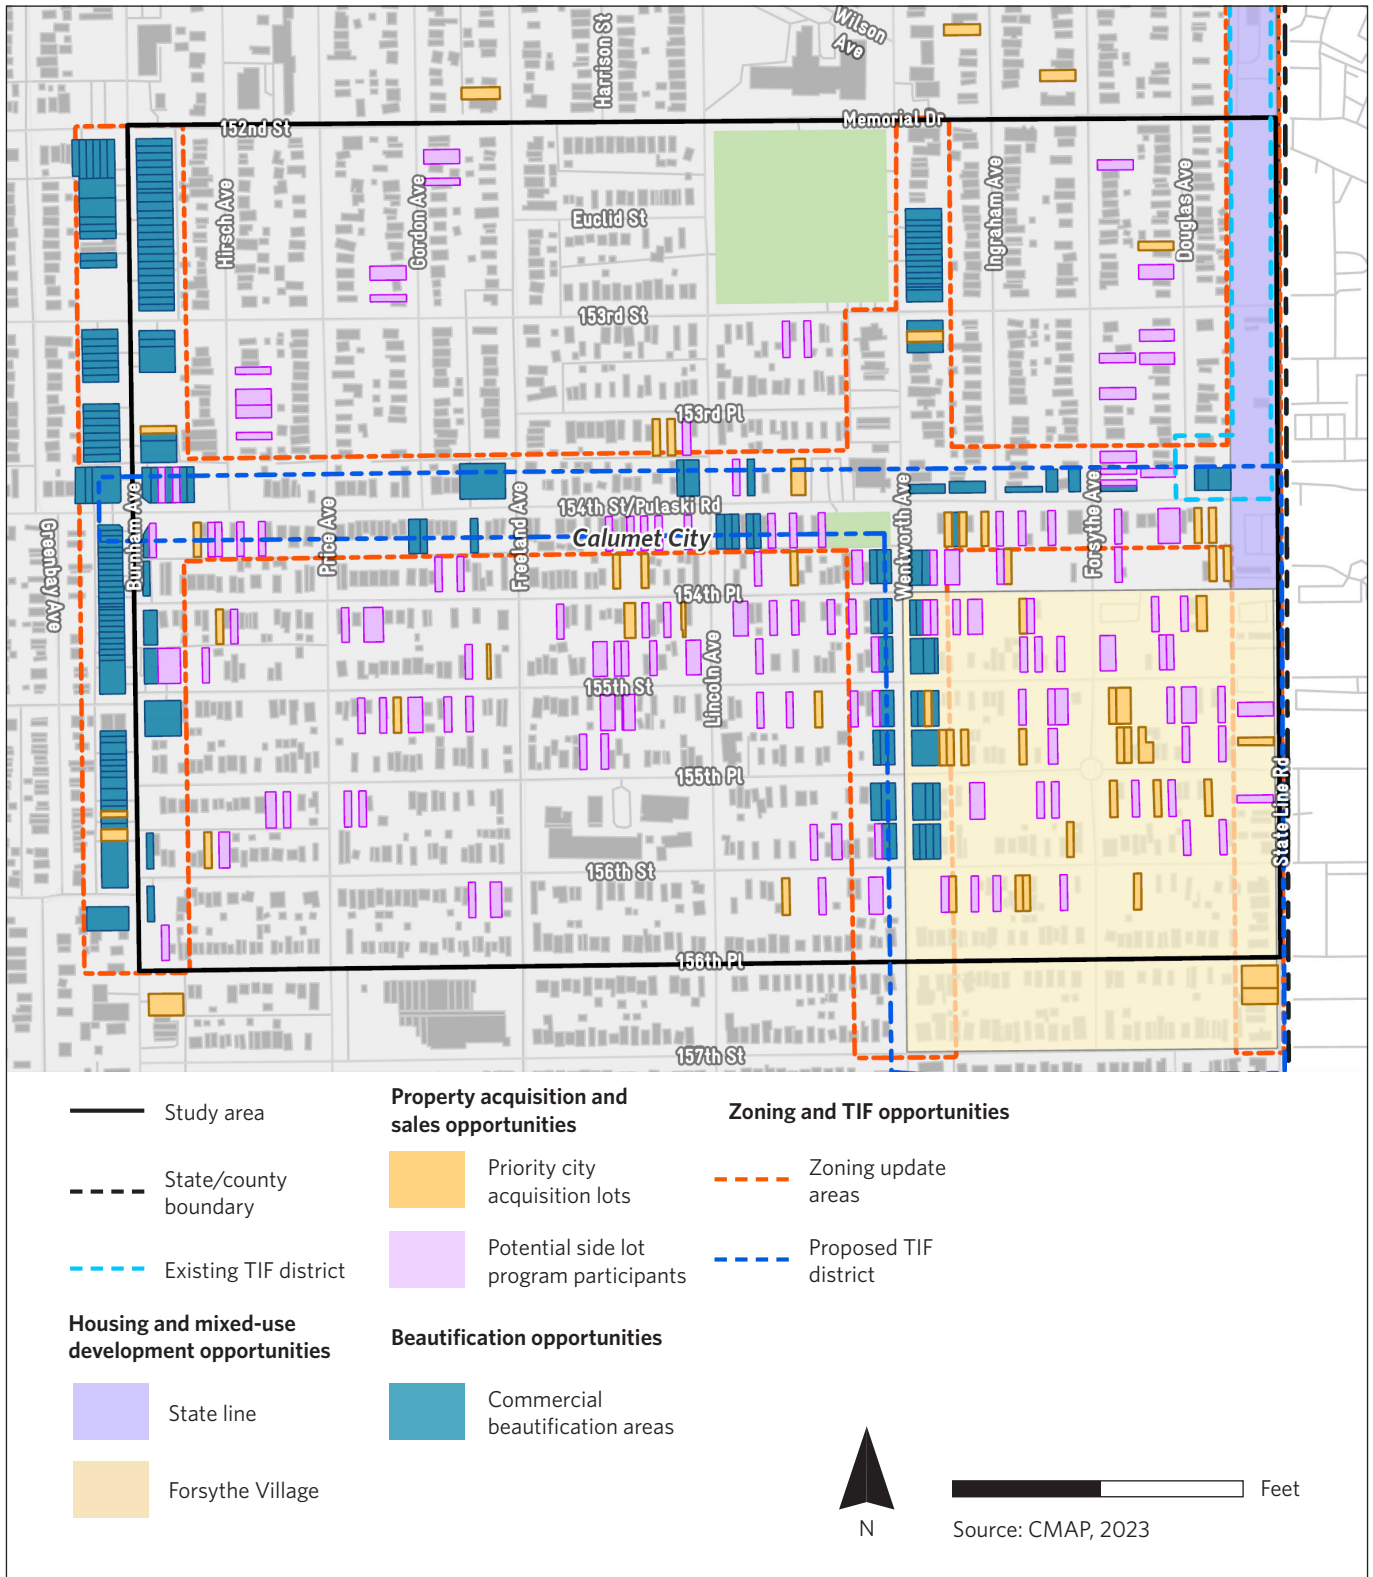 Wilson
Ave
Harrison St
152nd St
Memorial Dr
Hirsch Ave
Gordon Ave
Euclid St
Ingraham Ave
Douglas Ave
153rd St
153rd Pl
Burnham Ave
Greenbay Ave
Price Ave
Freeland Ave
154th St/Pulaski Rd
Calumet City
Wentworth Ave
Forsythe Ave
154th Pl
Lincoln Ave
155th St
155th Pl
State Line Rd
156th St
156th Pl
157th St
Study area
State/county
boundary
Existing TIF district
Housing and mixed-use
development opportunities
State line
Forsythe Village
Property acquisition and
sales opportunities
Priority city
acquisition lots
Potential side lot
program participants
Beautification opportunities
Commercial
beautification areas
Zoning and TIF opportunities
Zoning update
areas
Proposed TIF
district
N
Feet
Source: CMAP, 2023